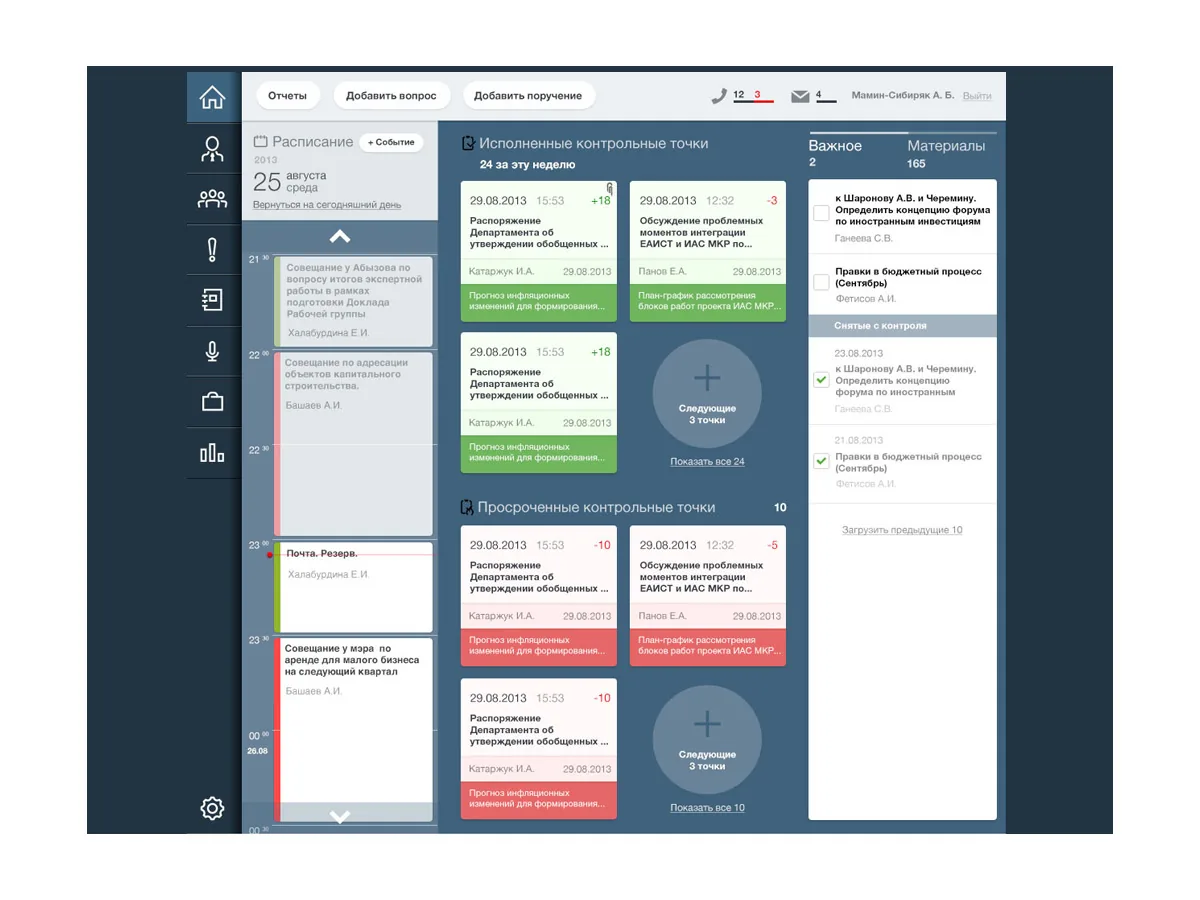 Отчеты
Добавить вопрос
Добавить поручение
12
3
4
Мамин-Сибиряк А. Б.
Выйти
Расписание
+ Событие
2013
25
августа
среда
Вернуться на сегодняшний день
21 30
Совещание у Абызова по
вопросу итогов экспертной
работы в рамках
подготовки Доклада
Рабочей группы
Халабурдина Е.И.
22 00
Совещание по адресации
объектов капитального
строительства.
Башаев А.И.
22 30
23 00
Почта. Резерв.
Халабурдина Е.И.
23 30
Совещание у мэра по
аренде для малого бизнеса
на следующий квартал
Башаев А.И.
00 00
26.08
00 30
Исполненные контрольные точки
24 за эту неделю
29.08.2013 15:53 +18
Распоряжение
Департамента об
утверждении обобщенных ...
Катаржук И.А. 29.08.2013
Прогноз инфляционных
изменений для формирования...
29.08.2013 12:32 -3
Обсуждение проблемных
моментов интеграции
ЕАИСТ и ИАС МКР по...
Панов Е.А. 29.08.2013
План-график рассмотрения
блоков работ проекта ИАС МКР...
29.08.2013 15:53 +18
Распоряжение
Департамента об
утверждении обобщенных ...
Катаржук И.А. 29.08.2013
Прогноз инфляционных
изменений для формирования...
Следующие
3 точки
Показать все 24
Просроченные контрольные точки 10
29.08.2013 15:53 -10
Распоряжение
Департамента об
утверждении обобщенных ...
Катаржук И.А. 29.08.2013
Прогноз инфляционных
изменений для формирования...
29.08.2013 12:32 -5
Обсуждение проблемных
моментов интеграции
ЕАИСТ и ИАС МКР по...
Панов Е.А. 29.08.2013
План-график рассмотрения
блоков работ проекта ИАС МКР...
29.08.2013 15:53 -10
Распоряжение
Департамента об
утверждении обобщенных ...
Катаржук И.А. 29.08.2013
Прогноз инфляционных
изменений для формирования...
Следующие
3 точки
Показать все 10
Важное
2
Материалы
165
к Шаронову А.В. и Черемину.
Определить концепцию форума
по иностранным инвестициям
Ганеева С.В.
Правки в бюджетный процесс
(Сентябрь)
Фетисов А.И.
Снятые с контроля
23.08.2013
к Шаронову А.В. и Черемину.
Определить концепцию
форума по иностранным
Ганеева С.В.
21.08.2013
Правки в бюджетный процесс
(Сентябрь)
Фетисов А.И.
Загрузить предыдущие 10